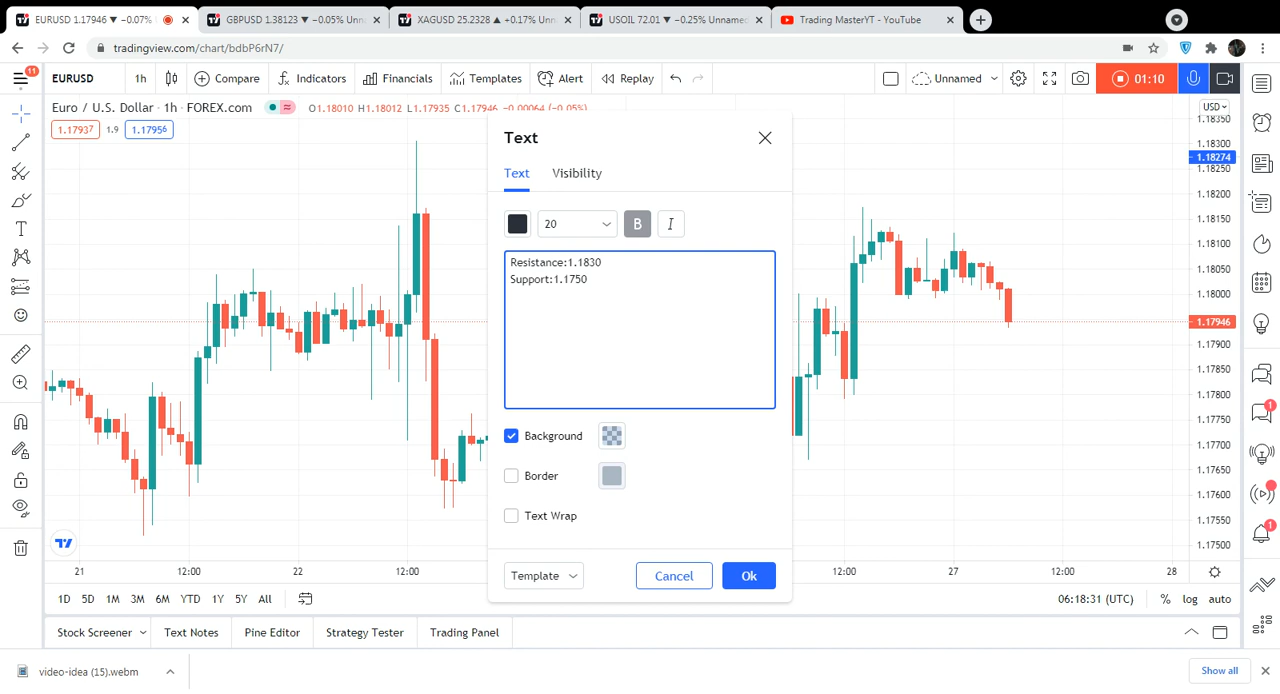 EURUSD 1.17946 ▼ −0.07%
GBPUSD 1.38123 ▼ −0.05% Unn
XAGUSD 25.2328 ▲ +0.17% Unn
USOIL 72.01 ▼ −0.25% Unnamed
Trading MasterYT - YouTube
tradingview.com/chart/bdbP6rN7/
11
EURUSD
1h
Compare
Indicators
Financials
Templates
Alert
Replay
Unnamed
01:10
Euro / U.S. Dollar · 1h · FOREX.com
O1.18010 H1.18012 L1.17935 C1.17946 −0.00064 (−0.05%)
1.17937
1.9
1.17956
USD
1.18350
1.18300
1.18274
1.18250
1.18200
1.18150
1.18100
1.18050
1.18000
1.17946
1.17900
1.17850
1.17800
1.17750
1.17700
1.17650
1.17600
1.17550
1.17500
Text
Text
Visibility
20
B
I
Resistance:1.1830
Support:1.1750
Background
Border
Text Wrap
Template
Cancel
Ok
21
12:00
22
12:00
12:00
27
12:00
28
1D
5D
1M
3M
6M
YTD
1Y
5Y
All
06:18:31 (UTC)
%
log
auto
Stock Screener
Text Notes
Pine Editor
Strategy Tester
Trading Panel
1
1
video-idea (15).webm
Show all